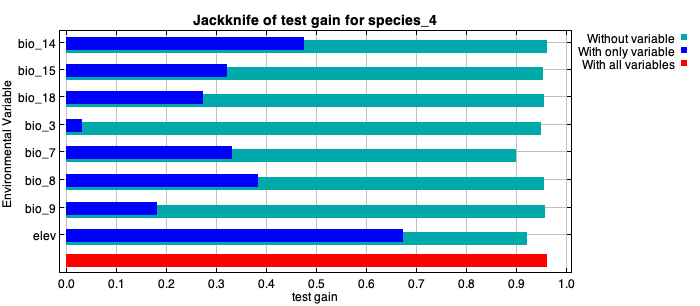 Jackknife of test gain for species_4
Without variable
With only variable
With all variables
Environmental Variable
bio_14
bio_15
bio_18
bio_3
bio_7
bio_8
bio_9
elev
0.0 0.1 0.2 0.3 0.4 0.5 0.6 0.7 0.8 0.9 1.0
test gain